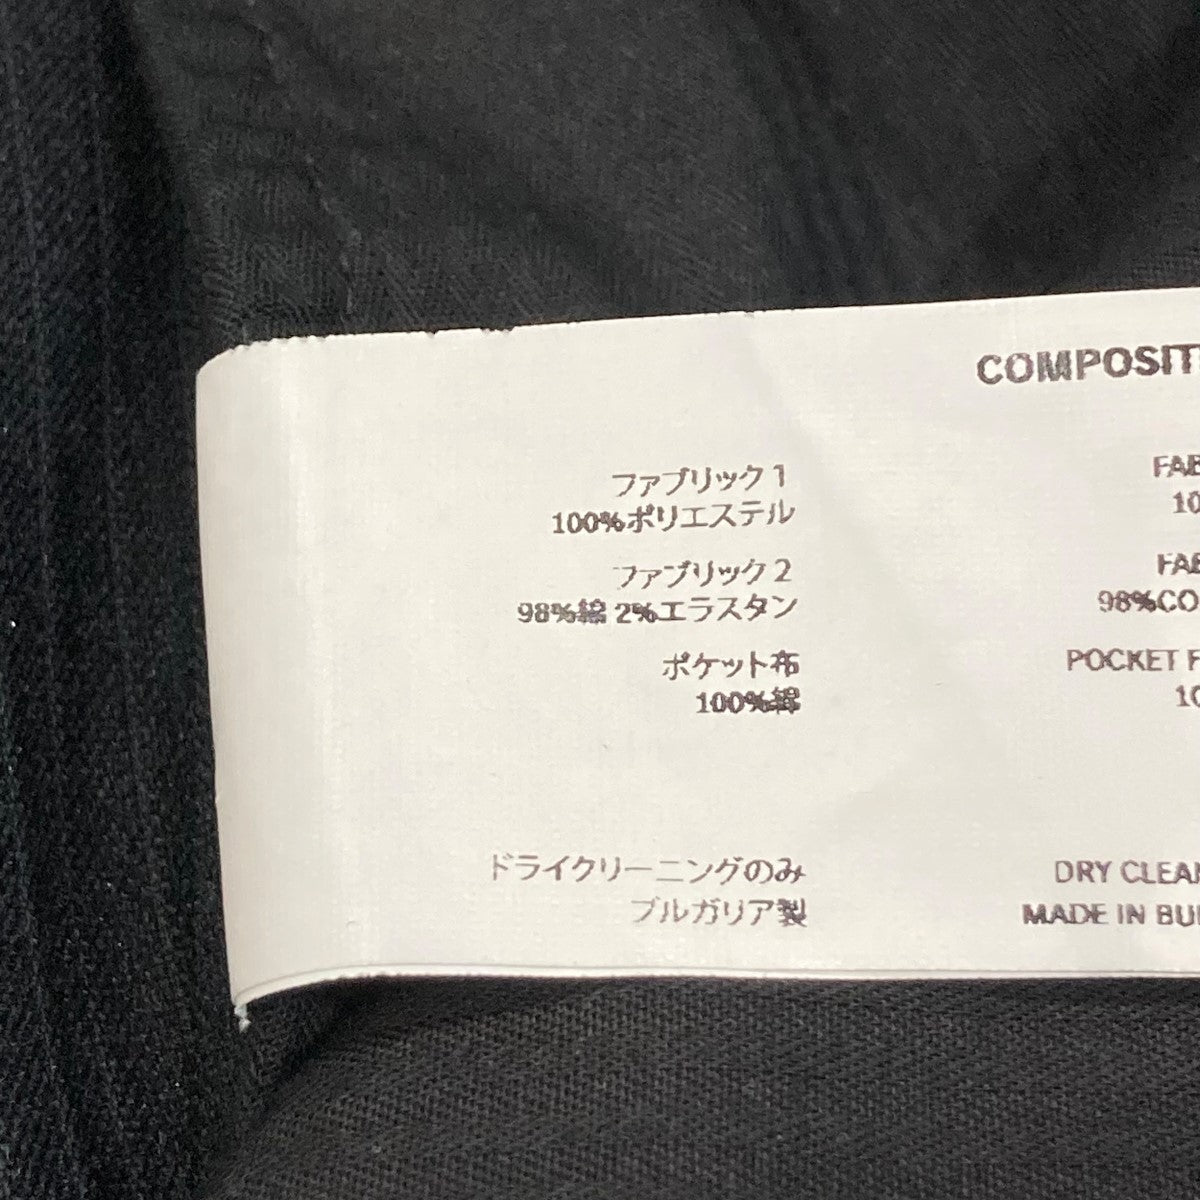 COMPOSIT
ファブリック1
100%ポリエステル
ファブリック2
98%綿 2%エラスタン
ポケット布
100%綿
ドライクリーニングのみ
ブルガリア製
FAB
10
FAB
98%CO
POCKET F
10
DRY CLEAN
MADE IN BUL